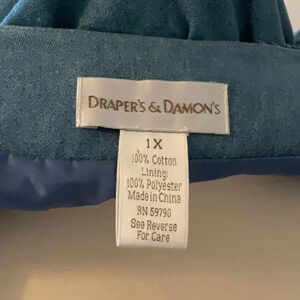 DRAPER'S & DAMON'S
1X
100% Cotton
Lining:
100% Polyester
Made in China
RN 59790
See Reverse
For Care